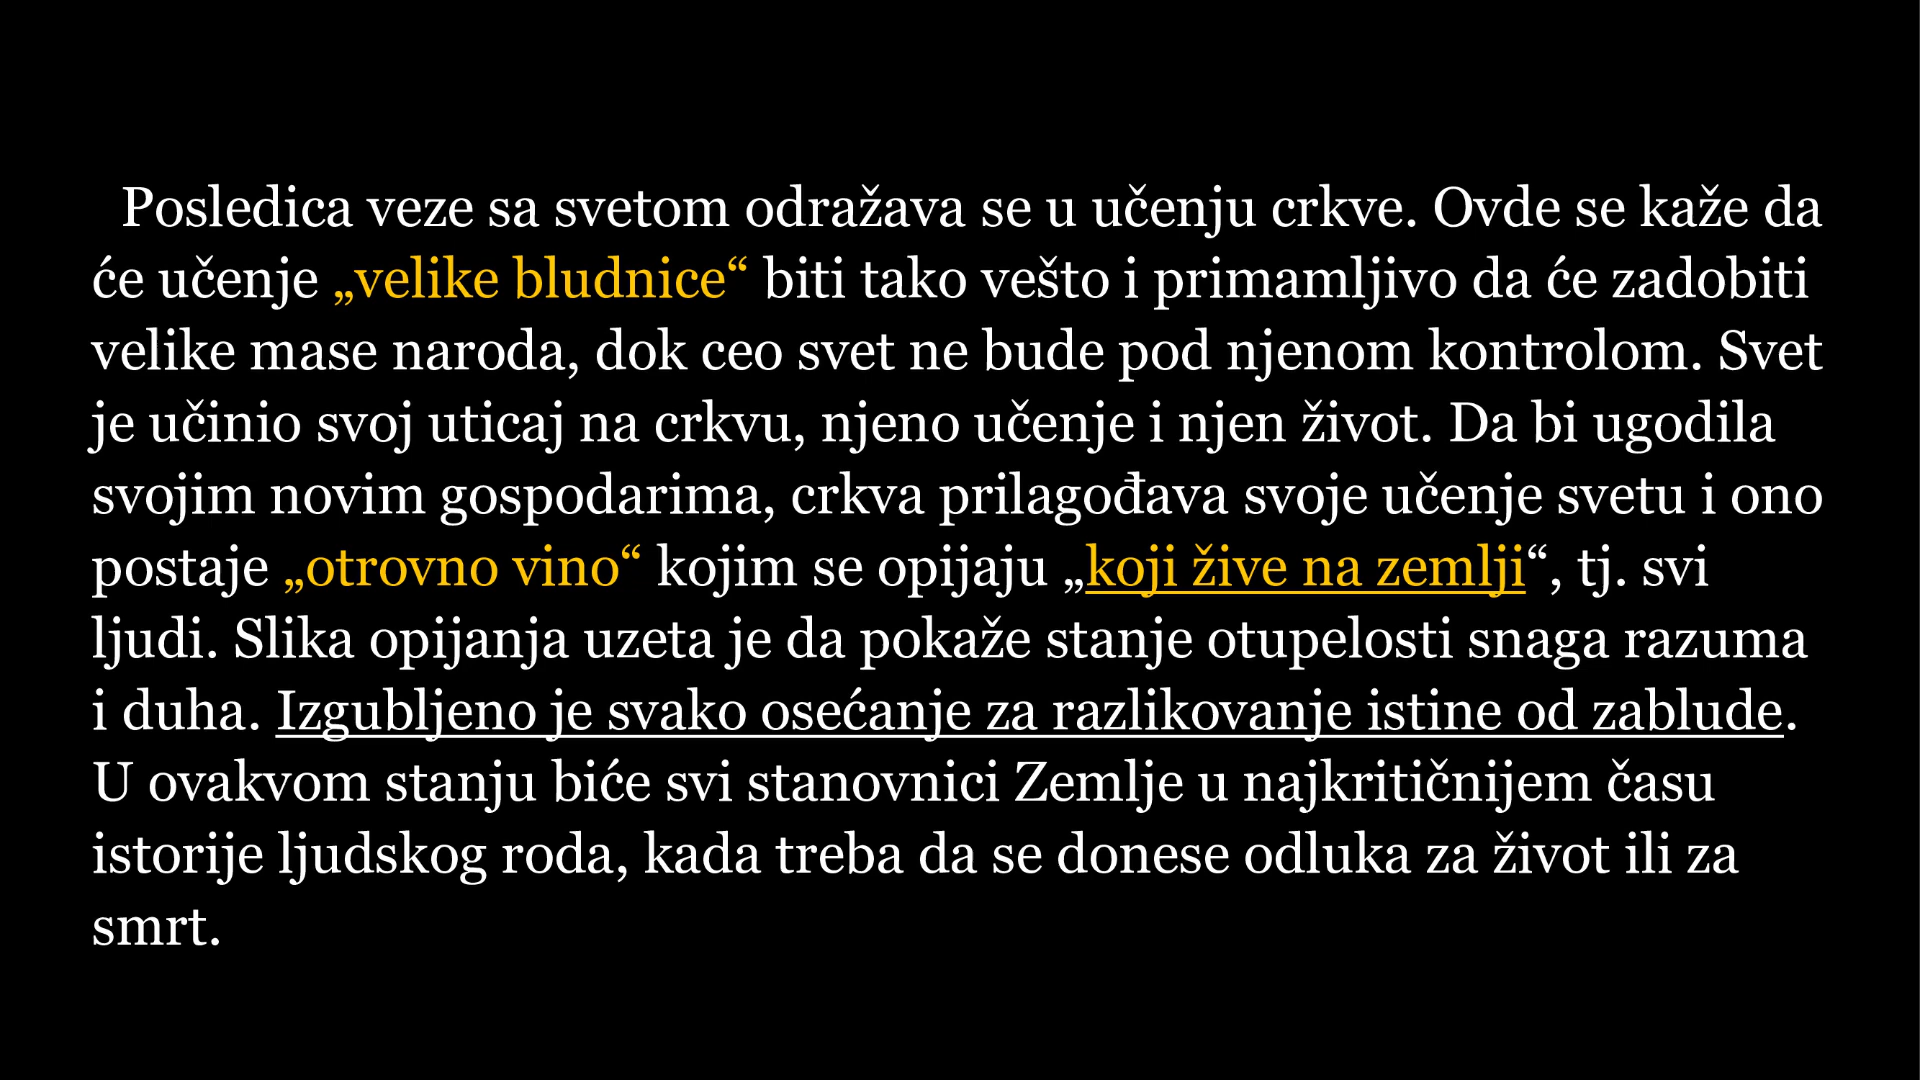 Posledica veze sa svetom odražava se u učenju crkve. Ovde se kaže da
će učenje „velike bludnice“ biti tako vešto i primamljivo da će zadobiti
velike mase naroda, dok ceo svet ne bude pod njenom kontrolom. Svet
je učinio svoj uticaj na crkvu, njeno učenje i njen život. Da bi ugodila
svojim novim gospodarima, crkva prilagođava svoje učenje svetu i ono
postaje „otrovno vino“ kojim se opijaju „koji žive na zemlji“, tj. svi
ljudi. Slika opijanja uzeta je da pokaže stanje otupelosti snaga razuma
i duha. Izgubljeno je svako osećanje za razlikovanje istine od zablude.
U ovakvom stanju biće svi stanovnici Zemlje u najkritičnijem času
istorije ljudskog roda, kada treba da se donese odluka za život ili za
smrt.